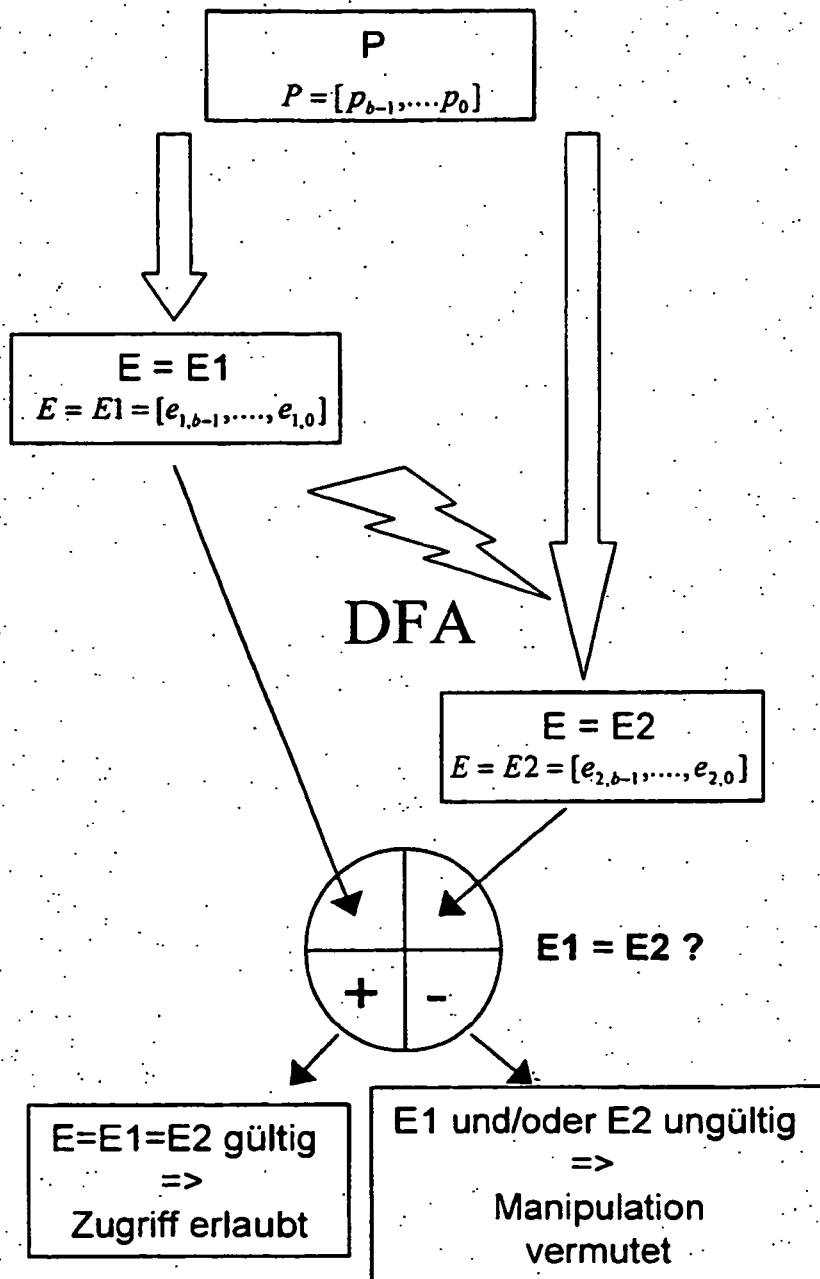 P
P = [p_{b-1},....p_0]
E = E1
E = E1 = [e_{1,b-1},....,e_{1,0}]
DFA
E = E2
E = E2 = [e_{2,b-1},....,e_{2,0}]
E1 = E2 ?
+ -
E=E1=E2 gültig
=>
Zugriff erlaubt
E1 und/oder E2 ungültig
=>
Manipulation
vermutet